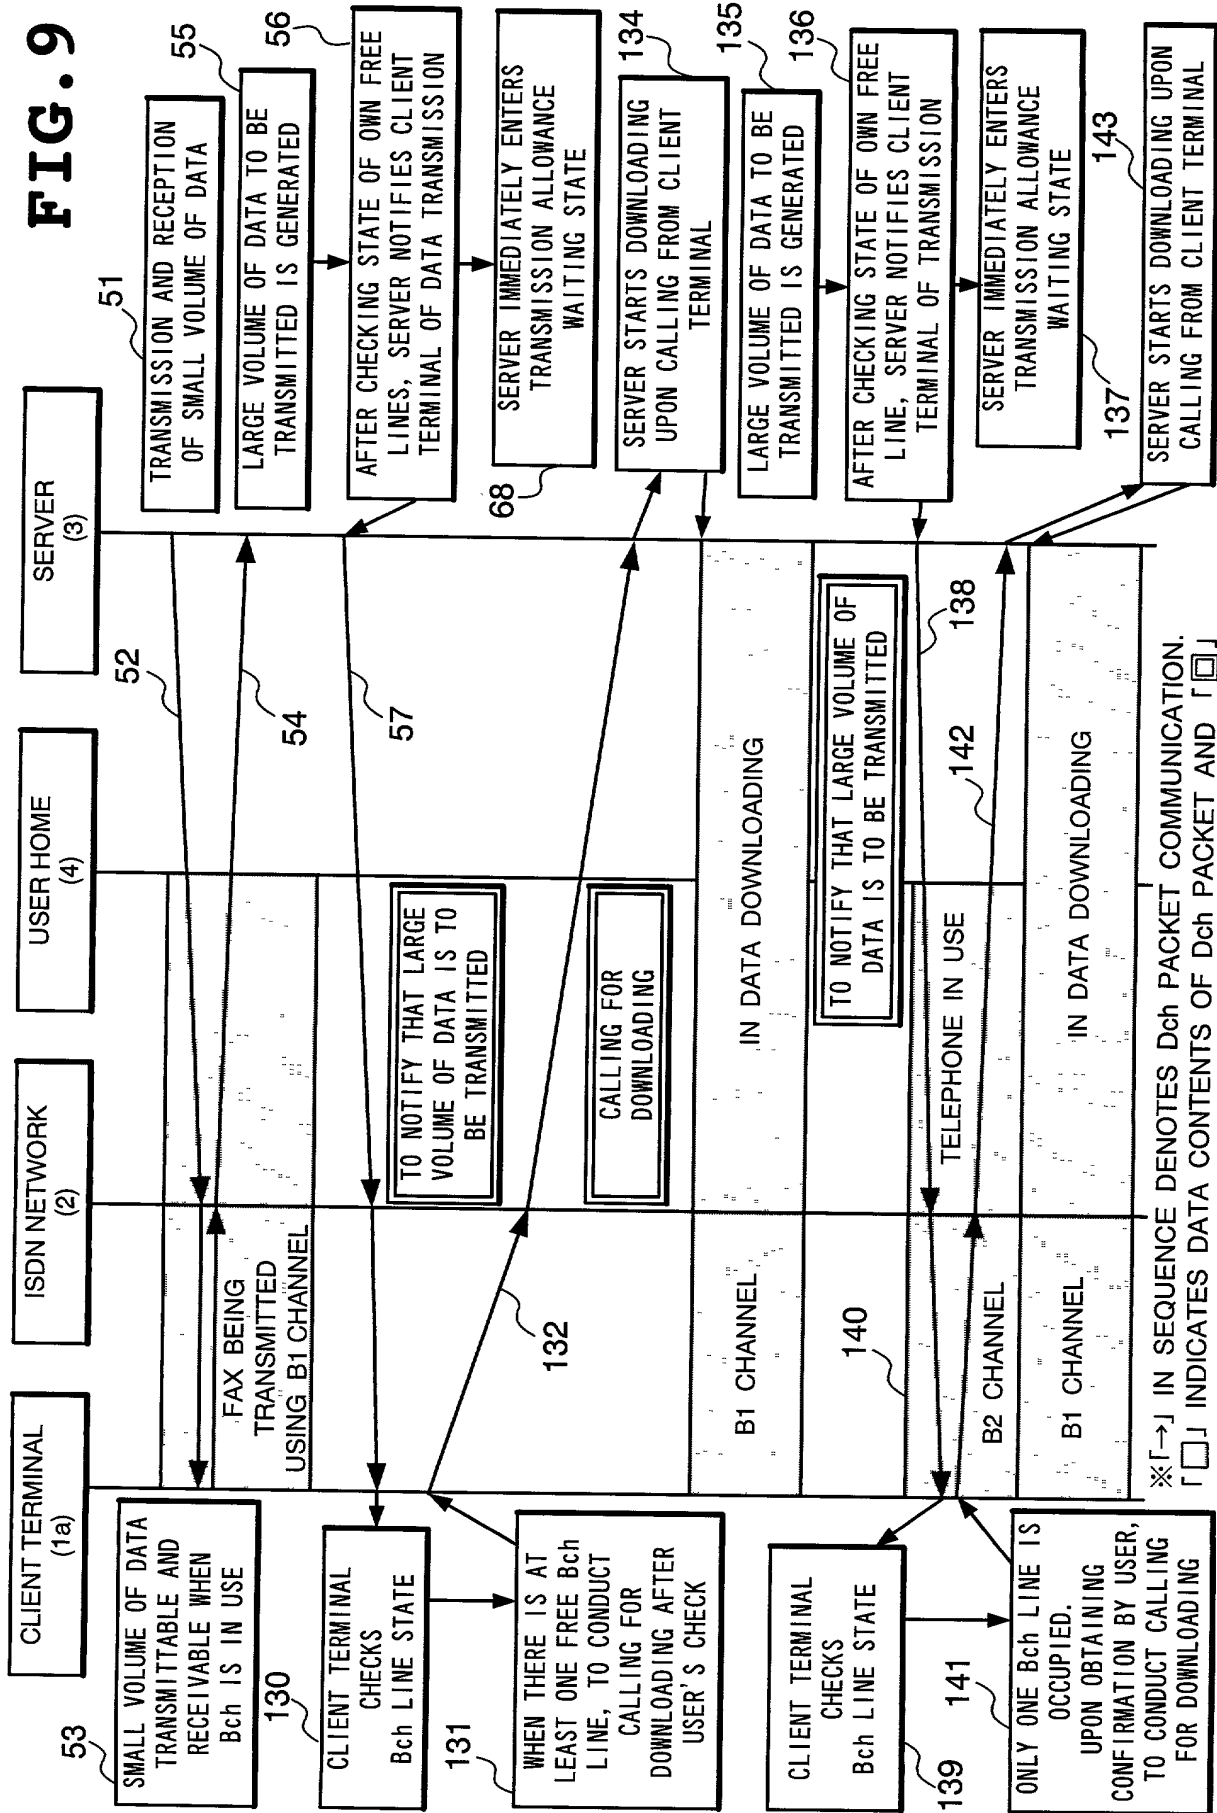 FIG.9
CLIENT TERMINAL
(1a)
ISDN NETWORK
(2)
USER HOME
(4)
SERVER
(3)
51
TRANSMISSION AND RECEPTION
OF SMALL VOLUME OF DATA
52
53
SMALL VOLUME OF DATA
TRANSMITTABLE AND
RECEIVABLE WHEN
Bch IS IN USE
54
FAX BEING
TRANSMITTED
USING B1 CHANNEL
55
LARGE VOLUME OF DATA TO BE
TRANSMITTED IS GENERATED
56
AFTER CHECKING STATE OF OWN FREE
LINES, SERVER NOTIFIES CLIENT
TERMINAL OF DATA TRANSMISSION
57
TO NOTIFY THAT LARGE
VOLUME OF DATA IS TO
BE TRANSMITTED
68
SERVER IMMEDIATELY ENTERS
TRANSMISSION ALLOWANCE
WAITING STATE
130
CLIENT TERMINAL
CHECKS
Bch LINE STATE
131
WHEN THERE IS AT
LEAST ONE FREE Bch
LINE, TO CONDUCT
CALLING FOR
DOWNLOADING AFTER
USER'S CHECK
132
CALLING FOR
DOWNLOADING
134
SERVER STARTS DOWNLOADING
UPON CALLING FROM CLIENT
TERMINAL
B1 CHANNEL
IN DATA DOWNLOADING
135
LARGE VOLUME OF DATA TO BE
TRANSMITTED IS GENERATED
136
AFTER CHECKING STATE OF OWN FREE
LINE, SERVER NOTIFIES CLIENT
TERMINAL OF TRANSMISSION
TO NOTIFY THAT LARGE VOLUME OF
DATA IS TO BE TRANSMITTED
137
SERVER IMMEDIATELY ENTERS
TRANSMISSION ALLOWANCE
WAITING STATE
138
139
CLIENT TERMINAL
CHECKS
Bch LINE STATE
140
B2 CHANNEL
TELEPHONE IN USE
141
ONLY ONE Bch LINE IS
OCCUPIED.
UPON OBTAINING
CONFIRMATION BY USER,
TO CONDUCT CALLING
FOR DOWNLOADING
142
143
SERVER STARTS DOWNLOADING UPON
CALLING FROM CLIENT TERMINAL
B1 CHANNEL
IN DATA DOWNLOADING
※「→」 IN SEQUENCE DENOTES Dch PACKET COMMUNICATION.
「□」 INDICATES DATA CONTENTS OF Dch PACKET AND 「回」